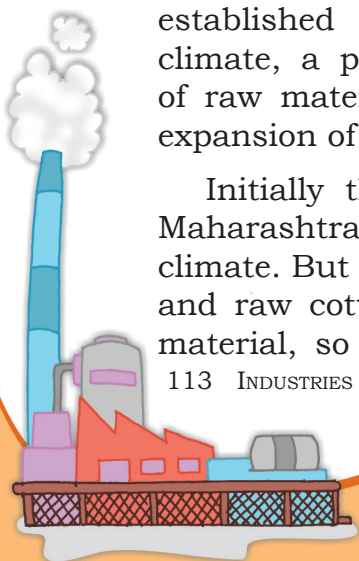 established
climate, a p
of raw mater
expansion of
Initially th
Maharashtra
climate. But
and raw cott
material, so
113 INDUSTRIES